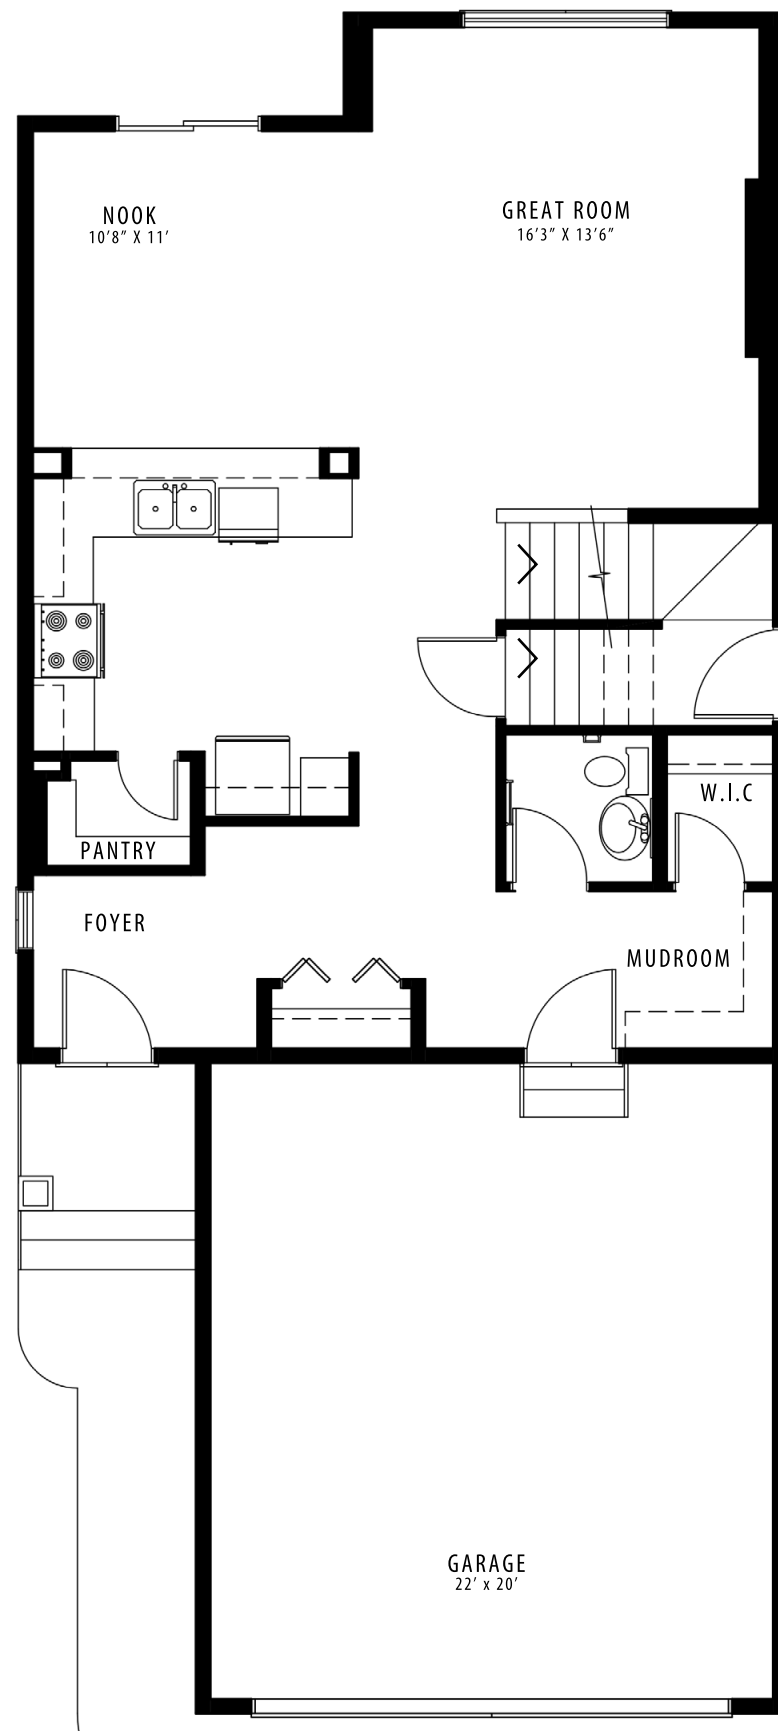 NOOK
10'8" X 11'
GREAT ROOM
16'3" X 13'6"
W.I.C
PANTRY
FOYER
MUDROOM
GARAGE
22' x 20'